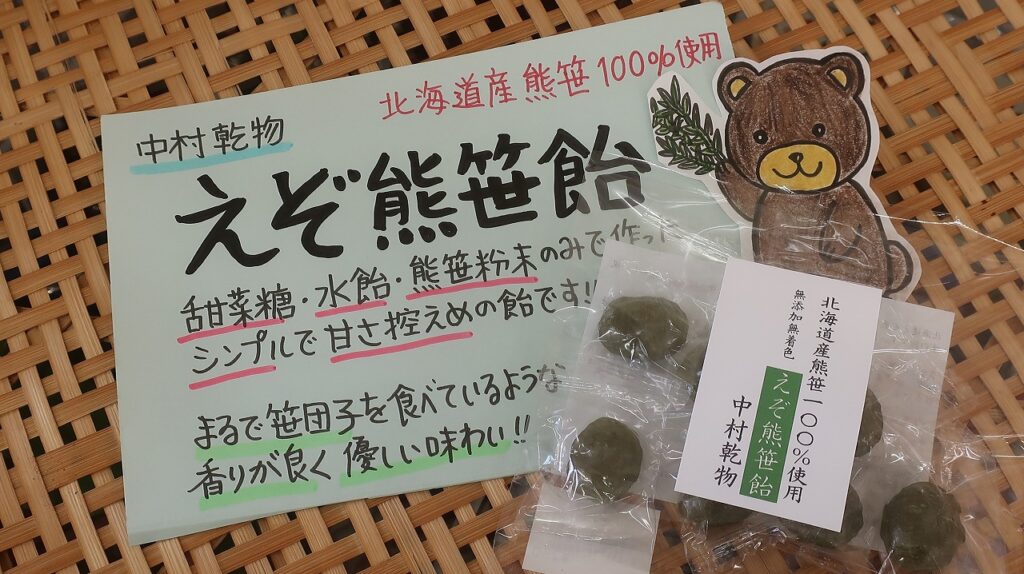 北海道産熊笹100%使用
中村乾物
えぞ熊笹飴
甜菜糖・水飴・熊笹粉末のみで作った
シンプルで甘さ控えめの飴です!!
まるで笹団子を食べているような
香りが良く優しい味わい!!
北海道産熊笹一〇〇%使用
無添加無着色
えぞ熊笹飴
中村乾物